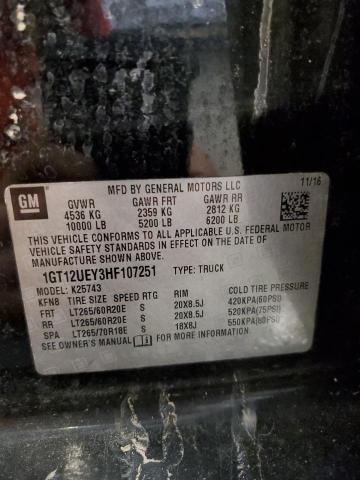 GM
MFD BY GENERAL MOTORS LLC
11/16
GVWR GAWR FRT GAWR RR
4536 KG 2359 KG 2812 KG
10000 LB 5200 LB 6200 LB
THIS VEHICLE CONFORMS TO ALL APPLICABLE U.S. FEDERAL MOTOR
VEHICLE SAFETY STANDARDS IN EFFECT ON THE DATE OF
MANUFACTURE SHOWN ABOVE.
1GT12UEY3HF107251 TYPE: TRUCK
MODEL: K25743
KFN8 TIRE SIZE SPEED RTG RIM COLD TIRE PRESSURE
FRT LT265/60R20E S 20X8.5J 420KPA(60PSI)
RR LT265/60R20E S 20X8.5J 520KPA(75PSI)
SPA LT265/70R18E S 18X8J 550KPA(80PSI)
SEE OWNER'S MANUAL